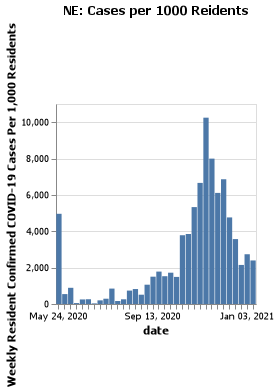 NE: Cases per 1000 Reidents
Weekly Resident Confirmed COVID-19 Cases Per 1,000 Residents
10,000
8,000
6,000
4,000
2,000
0
May 24, 2020 Sep 13, 2020 Jan 03, 2021
date